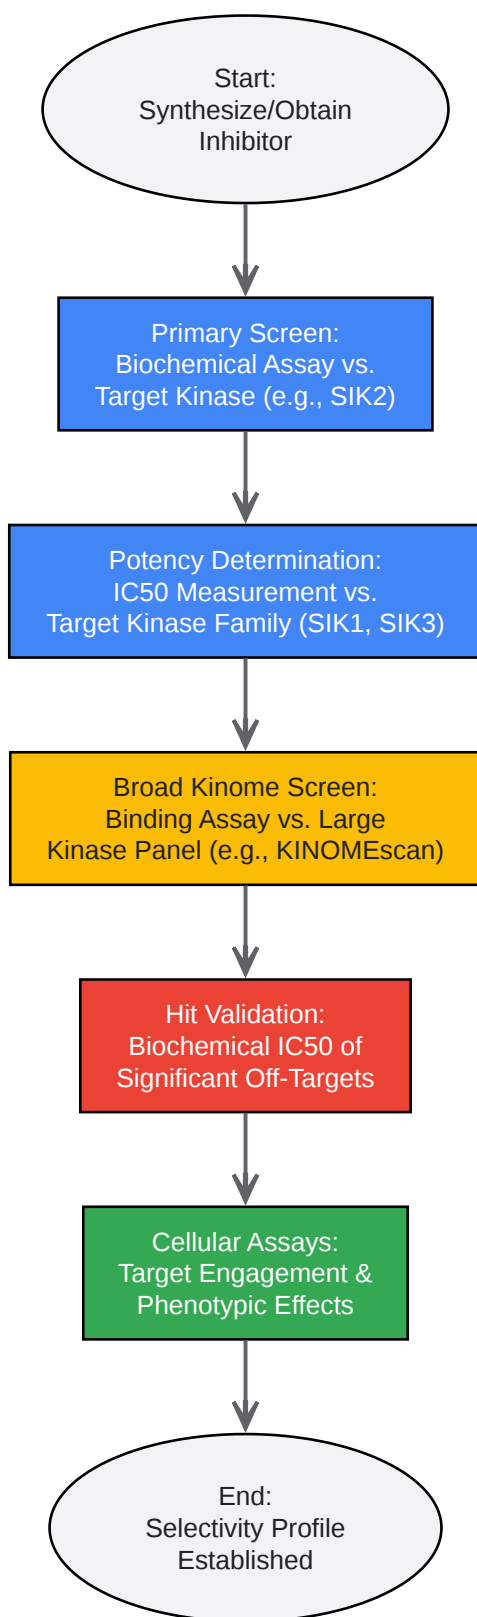 Start:
Synthesize/Obtain
Inhibitor
Primary Screen:
Biochemical Assay vs.
Target Kinase (e.g., SIK2)
Potency Determination:
IC50 Measurement vs.
Target Kinase Family (SIK1, SIK3)
Broad Kinome Screen:
Binding Assay vs. Large
Kinase Panel (e.g., KINOMEscan)
Hit Validation:
Biochemical IC50 of
Significant Off-Targets
Cellular Assays:
Target Engagement &
Phenotypic Effects
End:
Selectivity Profile
Established